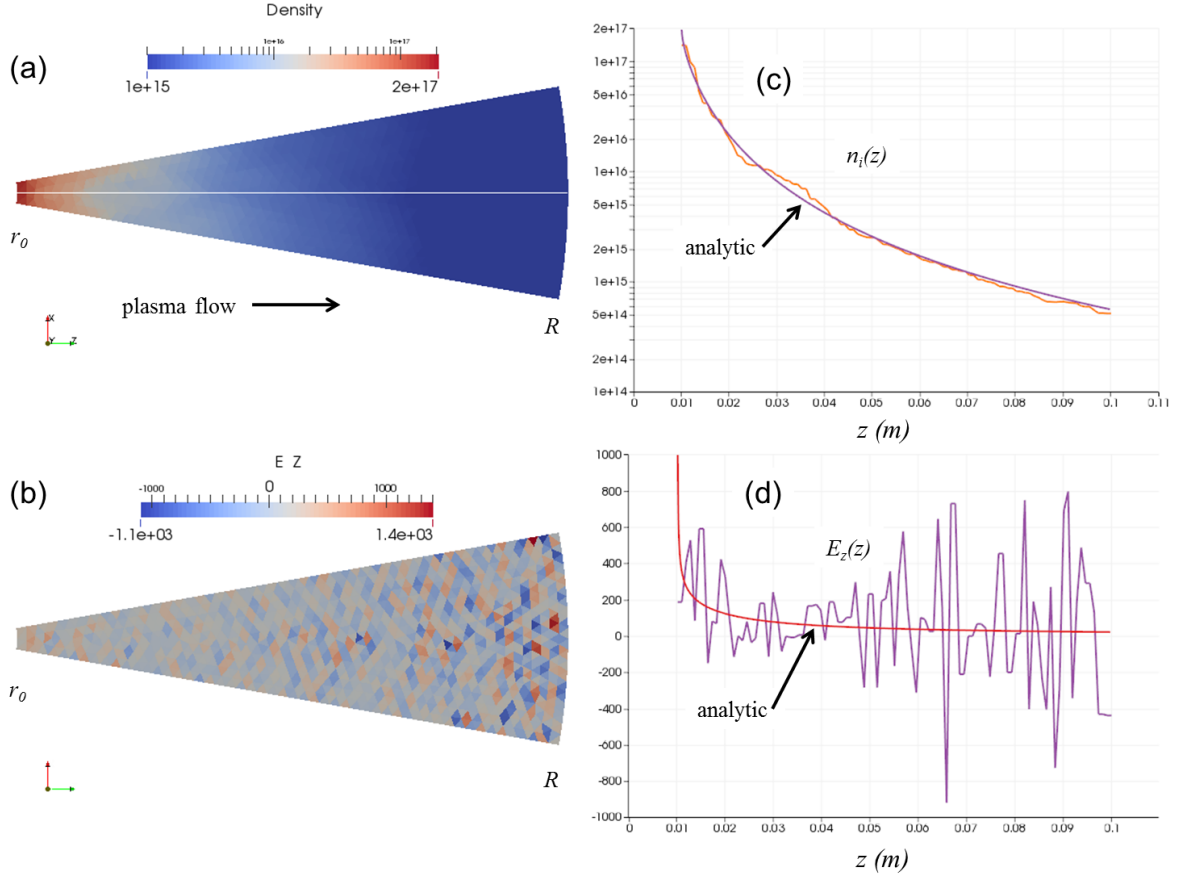 Density
(a)
1e+16
1e+17
1e+15
2e+17
r0
plasma flow
R
X
Y
Z
(c)
2e+17
1e+17
5e+16
2e+16
1e+16
5e+15
2e+15
1e+15
5e+14
2e+14
1e+14
ni(z)
analytic
0
0.01
0.02
0.03
0.04
0.05
0.06
0.07
0.08
0.09
0.1
0.11
z (m)
(b)
E Z
-1000
0
1000
-1.1e+03
1.4e+03
r0
R
(d)
1000
800
600
400
200
0
-200
-400
-600
-800
-1000
Ez(z)
analytic
0
0.01
0.02
0.03
0.04
0.05
0.06
0.07
0.08
0.09
0.1
z (m)